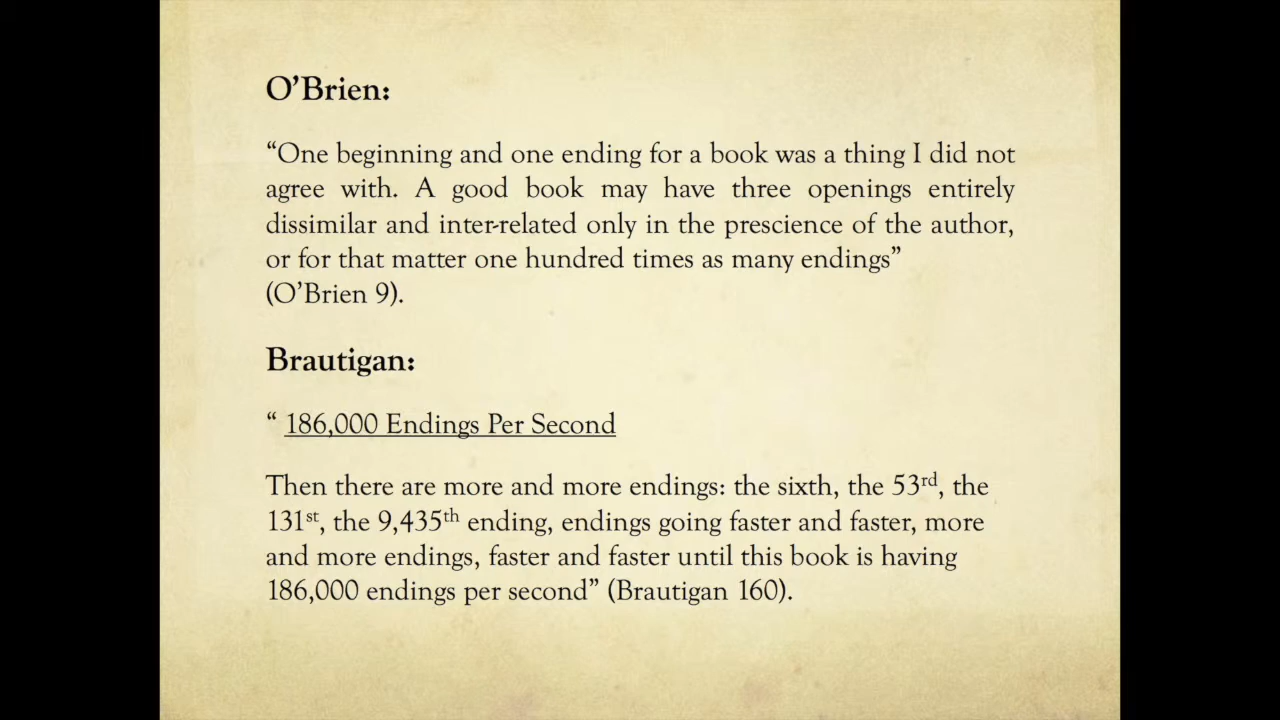 O’Brien:
“One beginning and one ending for a book was a thing I did not
agree with. A good book may have three openings entirely
dissimilar and inter-related only in the prescience of the author,
or for that matter one hundred times as many endings”
(O’Brien 9).
Brautigan:
“ 186,000 Endings Per Second
Then there are more and more endings: the sixth, the 53rd, the
131st, the 9,435th ending, endings going faster and faster, more
and more endings, faster and faster until this book is having
186,000 endings per second” (Brautigan 160).